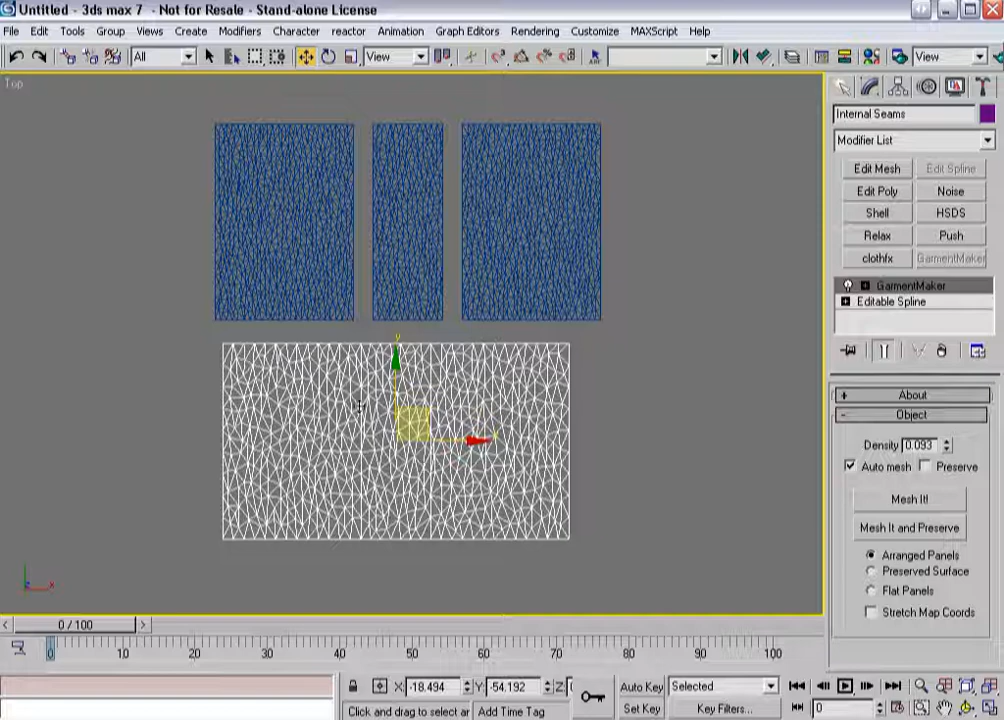 Untitled - 3ds max 7 - Not for Resale - Stand-alone License
File Edit Tools Group Views Create Modifiers Character reactor Animation Graph Editors Rendering Customize MAXScript Help
All View View
Top
Internal Seams
Modifier List
Edit Mesh Edit Spline
Edit Poly Noise
Shell HSDS
Relax Push
clothfx GarmentMaker
GarmentMaker
Editable Spline
+ About
- Object
Density 0.093
Auto mesh Preserve
Mesh It!
Mesh It and Preserve
Arranged Panels
Preserved Surface
Flat Panels
Stretch Map Coords
y
x
x
< 0 / 100 >
0 10 20 30 40 50 60 70 80 90 100
X: -18.494 Y: -54.192 Z:
Auto Key Selected
Click and drag to select ar Add Time Tag
Set Key Key Filters... 0